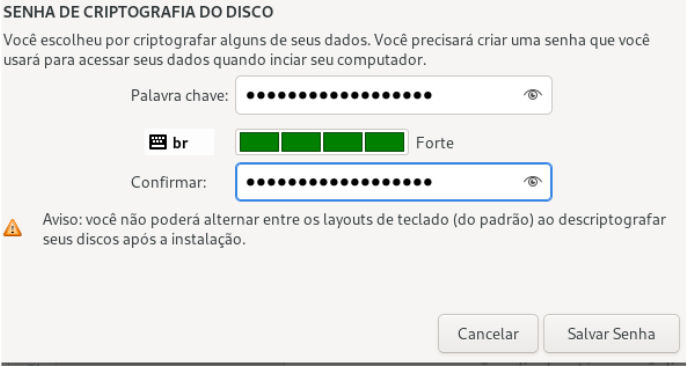 SENHA DE CRIPTOGRAFIA DO DISCO
Você escolheu por criptografar alguns de seus dados. Você precisará criar uma senha que você
usará para acessar seus dados quando inciar seu computador.
Palavra chave: ••••••••••••••••••
br Forte
Confirmar: ••••••••••••••••••
Aviso: você não poderá alternar entre os layouts de teclado (do padrão) ao descriptografar
seus discos após a instalação.
Cancelar Salvar Senha